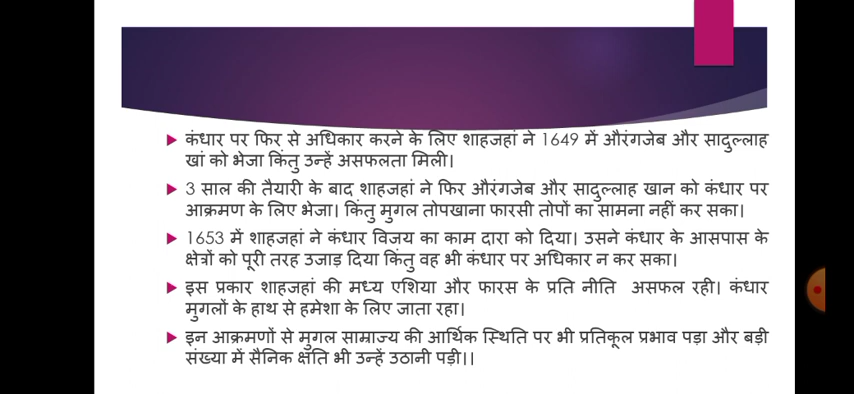 कंधार पर फिर से अधिकार करने के लिए शाहजहां ने 1649 में औरंगजेब और सादुल्लाह
खां को भेजा किंतु उन्हें असफलता मिली।
3 साल की तैयारी के बाद शाहजहां ने फिर औरंगजेब और सादुल्लाह खान को कंधार पर
आक्रमण के लिए भेजा। किंतु मुगल तोपखाना फारसी तोपों का सामना नहीं कर सका।
1653 में शाहजहां ने कंधार विजय का काम दारा को दिया। उसने कंधार के आसपास के
क्षेत्रों को पूरी तरह उजाड़ दिया किंतु वह भी कंधार पर अधिकार न कर सका।
इस प्रकार शाहजहां की मध्य एशिया और फारस के प्रति नीति असफल रही। कंधार
मुगलों के हाथ से हमेशा के लिए जाता रहा।
इन आक्रमणों से मुगल साम्राज्य की आर्थिक स्थिति पर भी प्रतिकूल प्रभाव पड़ा और बड़ी
संख्या में सैनिक क्षति भी उन्हें उठानी पड़ी।।